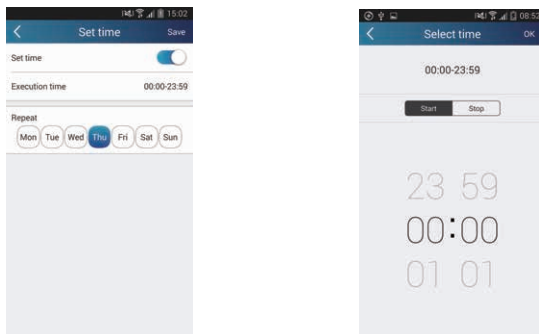 15:02
Set time
Save
Set time
Execution time
00:00-23:59
Repeat
Mon
Tue
Wed
Thu
Fri
Sat
Sun
08:52
Select time
OK
00:00-23:59
Start
Stop
23 59
00:00
01 01